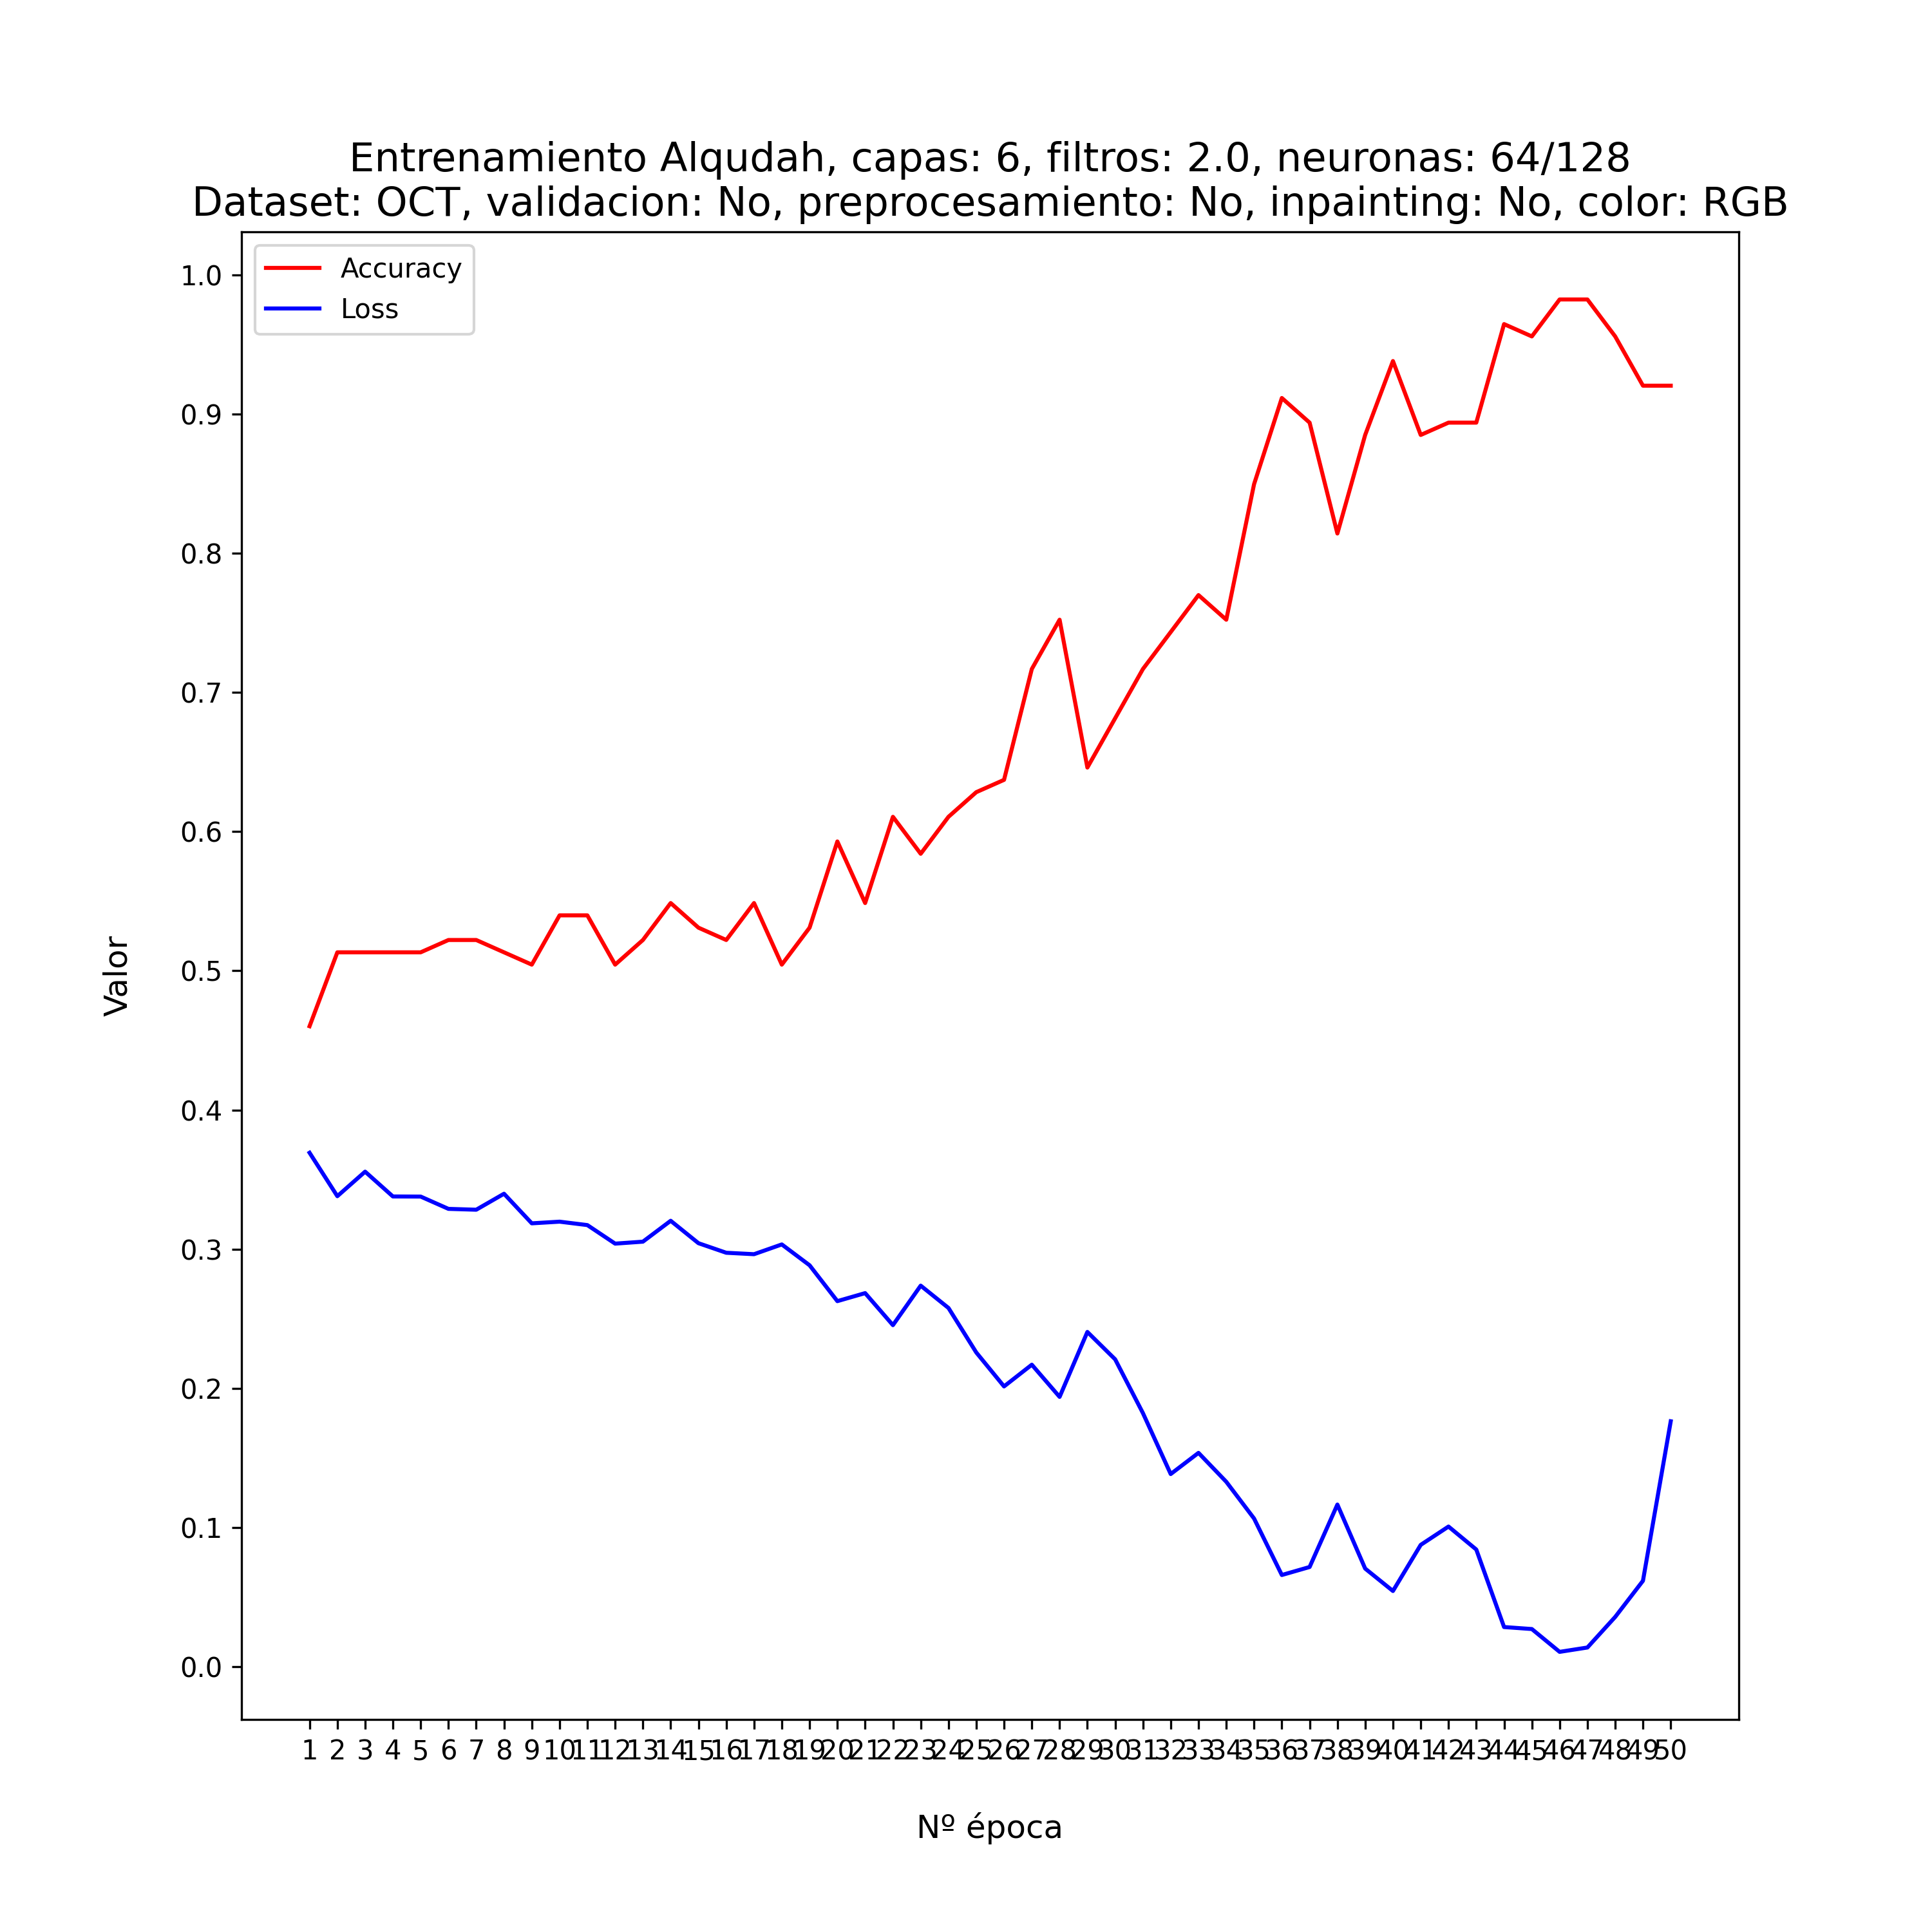 Entrenamiento Alqudah, capas: 6, filtros: 2.0, neuronas: 64/128
Dataset: OCT, validacion: No, preprocesamiento: No, inpainting: No, color: RGB
Accuracy
Loss
1.0
0.9
0.8
0.7
0.6
0.5
0.4
0.3
0.2
0.1
0.0
Valor
1 2 3 4 5 6 7 8 9 10 11 12 13 14 15 16 17 18 19 20 21 22 23 24 25 26 27 28 29 30 31 32 33 34 35 36 37 38 39 40 41 42 43 44 45 46 47 48 49 50
Nº época